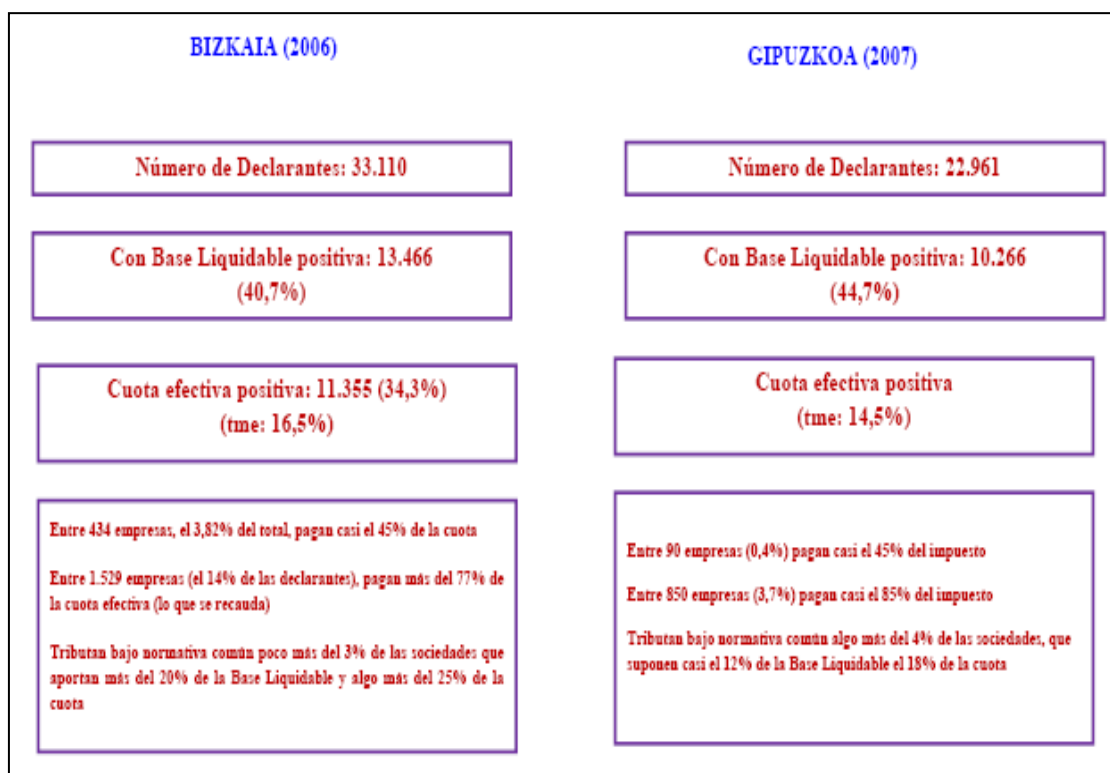 BIZKAIA (2006)
Número de Declarantes: 33.110
Con Base Liquidable positiva: 13.466
(40,7%)
Cuota efectiva positiva: 11.355 (34,3%)
(tme: 16,5%)
Entre 434 empresas, el 3,82% del total, pagan casi el 45% de la cuota
Entre 1.529 empresas (el 14% de las declarantes), pagan más del 77% de
la cuota efectiva (lo que se recauda)
Tributan bajo normativa común poco más del 3% de las sociedades que
aportan más del 20% de la Base Liquidable y algo más del 25% de la
cuota
GIPUZKOA (2007)
Número de Declarantes: 22.961
Con Base Liquidable positiva: 10.266
(44,7%)
Cuota efectiva positiva
(tme: 14,5%)
Entre 90 empresas (0,4%) pagan casi el 45% del impuesto
Entre 850 empresas (3,7%) pagan casi el 85% del impuesto
Tributan bajo normativa común algo más del 4% de las sociedades, que
suponen casi el 12% de la Base Liquidable el 18% de la cuota